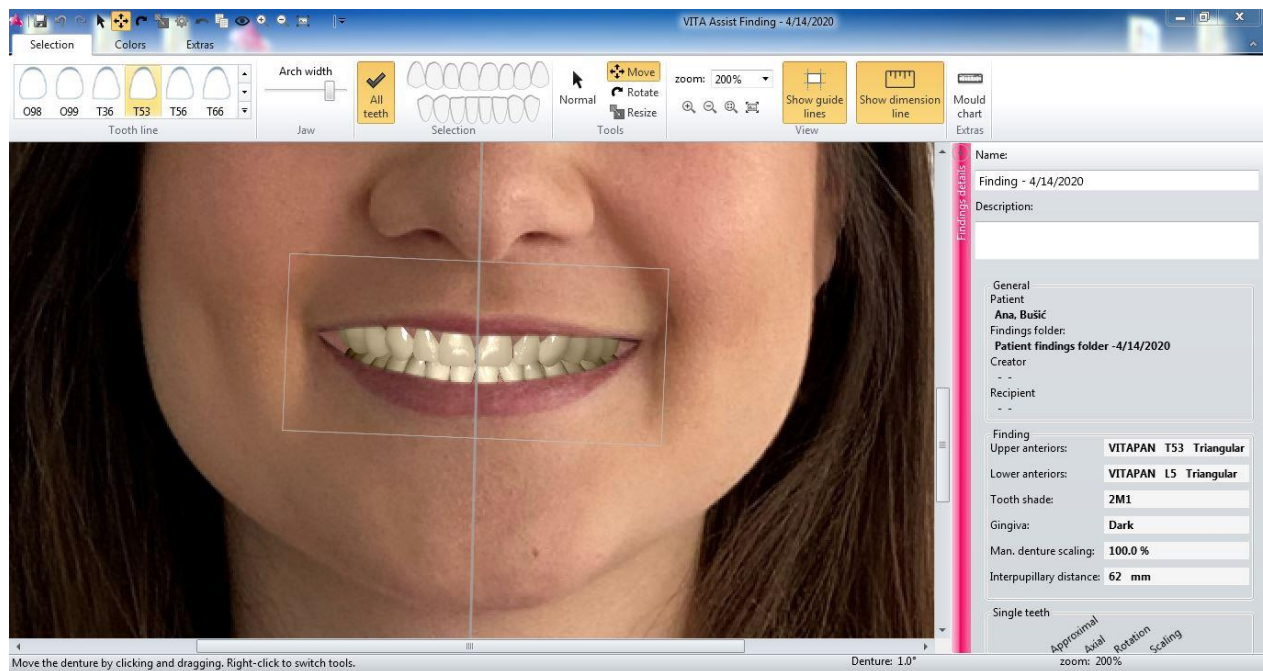 VITA Assist Finding - 4/14/2020
Selection Colors Extras
O98 O99 T36 T53 T56 T66
Tooth line
Arch width
Jaw
All teeth
Selection
Normal
Move
Rotate
Resize
Tools
zoom: 200%
Show guide lines
Show dimension line
View
Mould chart
Extras
Findings details
Name:
Finding - 4/14/2020
Description:
General
Patient
Ana, Bušić
Findings folder:
Patient findings folder -4/14/2020
Creator
- -
Recipient
- -
Finding
Upper anteriors: VITAPAN T53 Triangular
Lower anteriors: VITAPAN L5 Triangular
Tooth shade: 2M1
Gingiva: Dark
Man. denture scaling: 100.0 %
Interpupillary distance: 62 mm
Single teeth
Approximal Axial Rotation Scaling
Move the denture by clicking and dragging. Right-click to switch tools. Denture: 1.0° zoom: 200%